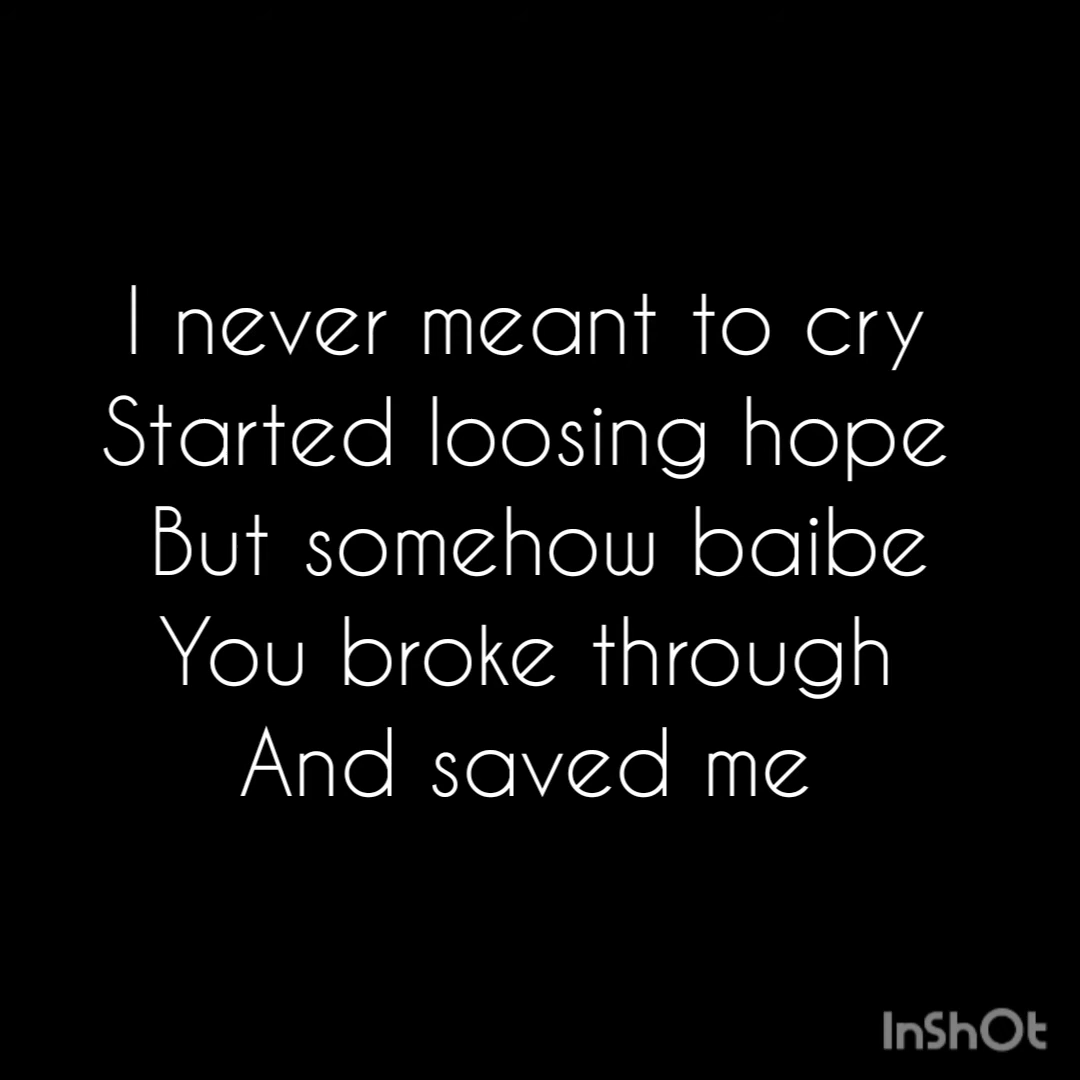 I never meant to cry
Started loosing hope
But somehow baibe
You broke through
And saved me
InShOt